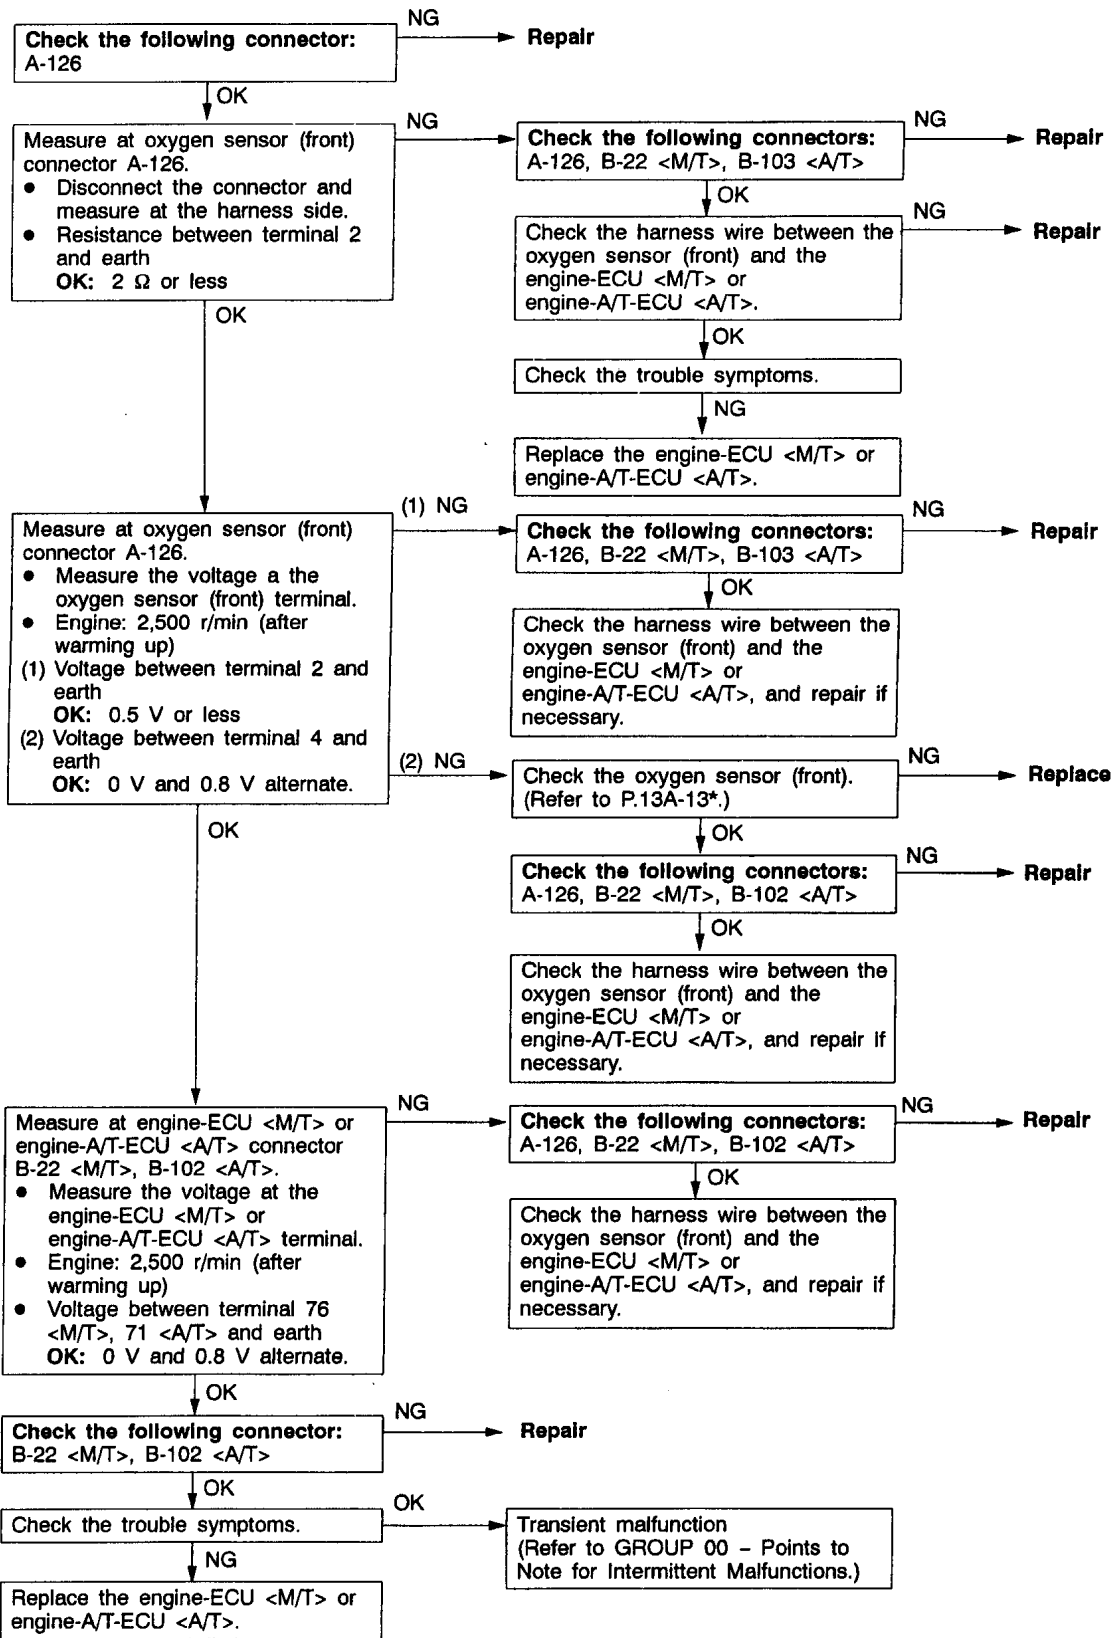 NG
Check the following connector:
A-126
Repair
OK
Measure at oxygen sensor (front)
connector A-126.
● Disconnect the connector and
measure at the harness side.
● Resistance between terminal 2
and earth
OK: 2 Ω or less
NG
Check the following connectors:
A-126, B-22 <M/T>, B-103 <A/T>
NG
Repair
OK
Check the harness wire between the
oxygen sensor (front) and the
engine-ECU <M/T> or
engine-A/T-ECU <A/T>.
NG
Repair
OK
OK
Check the trouble symptoms.
NG
Replace the engine-ECU <M/T> or
engine-A/T-ECU <A/T>.
Measure at oxygen sensor (front)
connector A-126.
● Measure the voltage a the
oxygen sensor (front) terminal.
● Engine: 2,500 r/min (after
warming up)
(1) Voltage between terminal 2 and
earth
OK: 0.5 V or less
(2) Voltage between terminal 4 and
earth
OK: 0 V and 0.8 V alternate.
(1) NG
Check the following connectors:
A-126, B-22 <M/T>, B-103 <A/T>
NG
Repair
OK
Check the harness wire between the
oxygen sensor (front) and the
engine-ECU <M/T> or
engine-A/T-ECU <A/T>, and repair if
necessary.
(2) NG
Check the oxygen sensor (front).
(Refer to P.13A-13*.)
NG
Replace
OK
OK
Check the following connectors:
A-126, B-22 <M/T>, B-102 <A/T>
NG
Repair
OK
Check the harness wire between the
oxygen sensor (front) and the
engine-ECU <M/T> or
engine-A/T-ECU <A/T>, and repair if
necessary.
Measure at engine-ECU <M/T> or
engine-A/T-ECU <A/T> connector
B-22 <M/T>, B-102 <A/T>.
● Measure the voltage at the
engine-ECU <M/T> or
engine-A/T-ECU <A/T> terminal.
● Engine: 2,500 r/min (after
warming up)
● Voltage between terminal 76
<M/T>, 71 <A/T> and earth
OK: 0 V and 0.8 V alternate.
NG
Check the following connectors:
A-126, B-22 <M/T>, B-102 <A/T>
NG
Repair
OK
Check the harness wire between the
oxygen sensor (front) and the
engine-ECU <M/T> or
engine-A/T-ECU <A/T>, and repair if
necessary.
OK
Check the following connector:
B-22 <M/T>, B-102 <A/T>
NG
Repair
OK
Check the trouble symptoms.
OK
Transient malfunction
(Refer to GROUP 00 – Points to
Note for Intermittent Malfunctions.)
NG
Replace the engine-ECU <M/T> or
engine-A/T-ECU <A/T>.